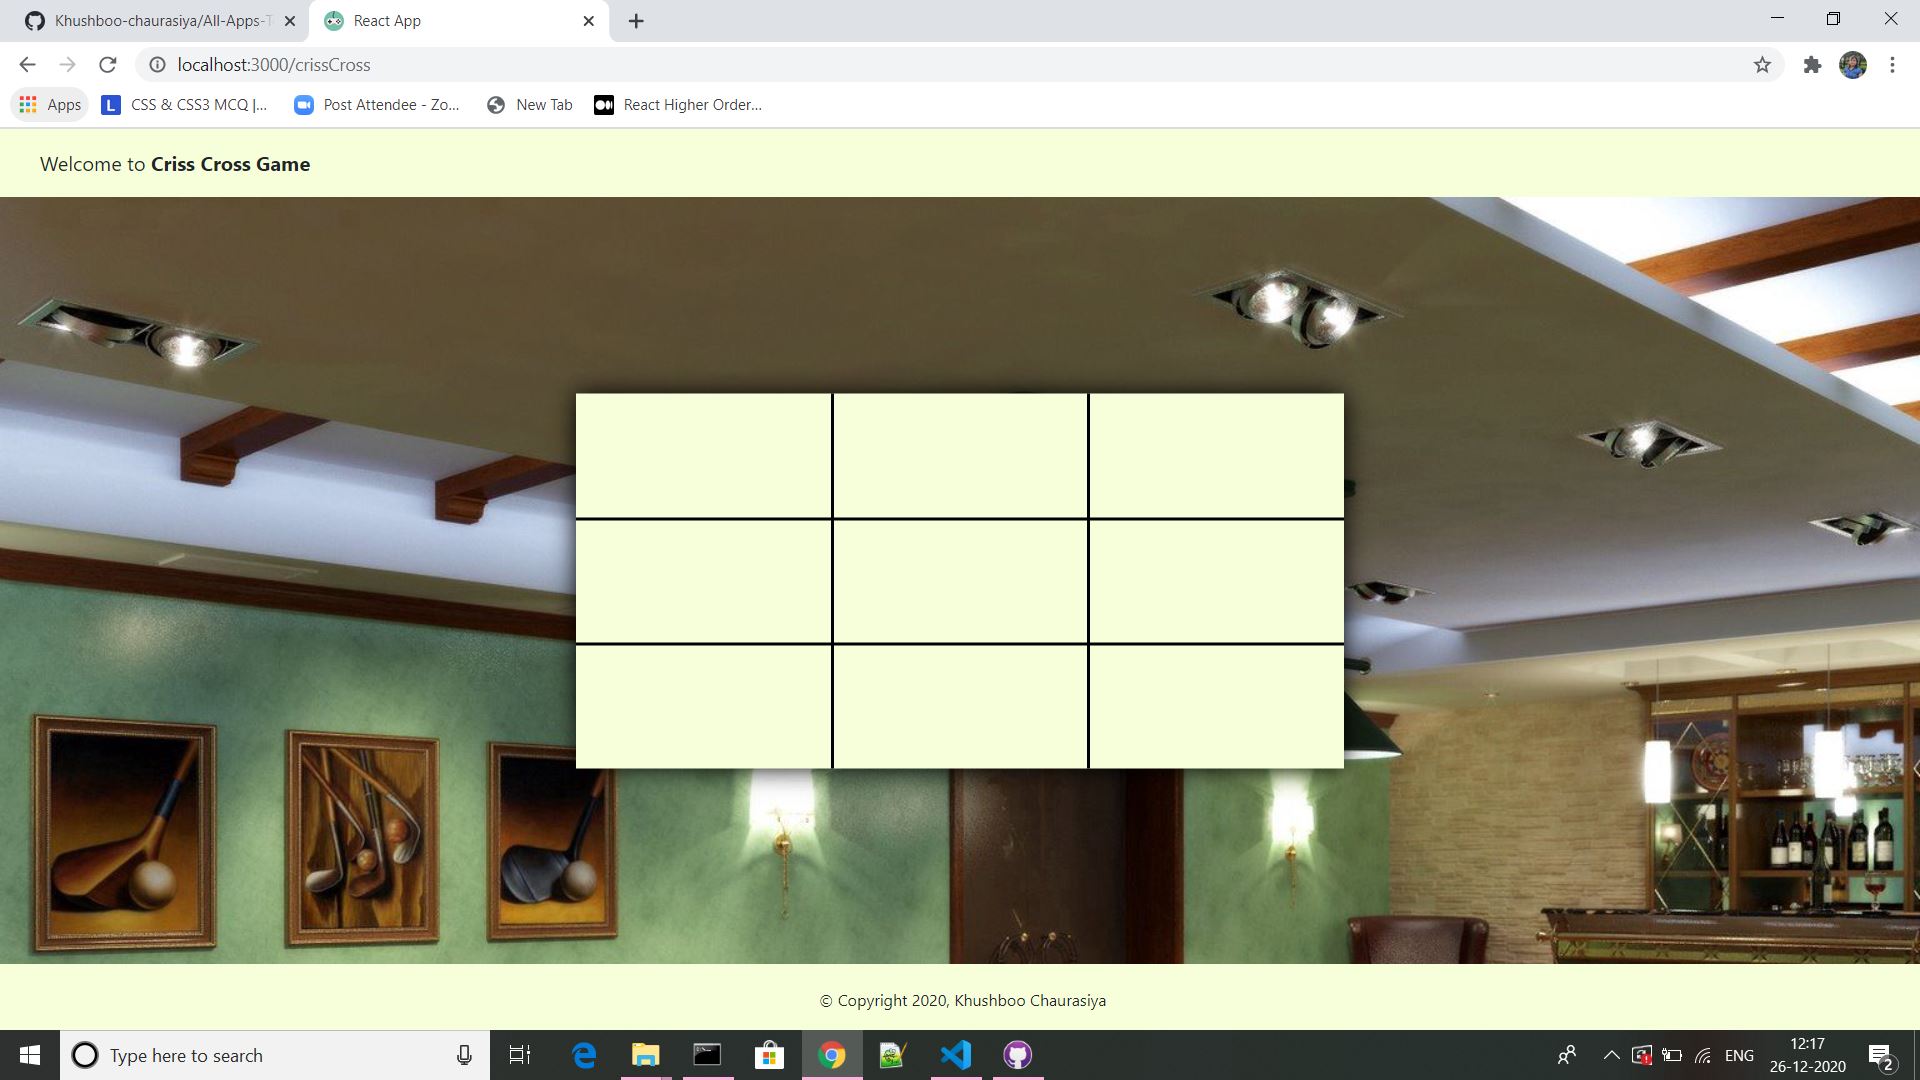 Khushboo-chaurasiya/All-Apps-T
React App
localhost:3000/crissCross
Apps
CSS & CSS3 MCQ |...
Post Attendee - Zo...
New Tab
React Higher Order...
Welcome to Criss Cross Game
© Copyright 2020, Khushboo Chaurasiya
Type here to search
ENG
12:17
26-12-2020
2